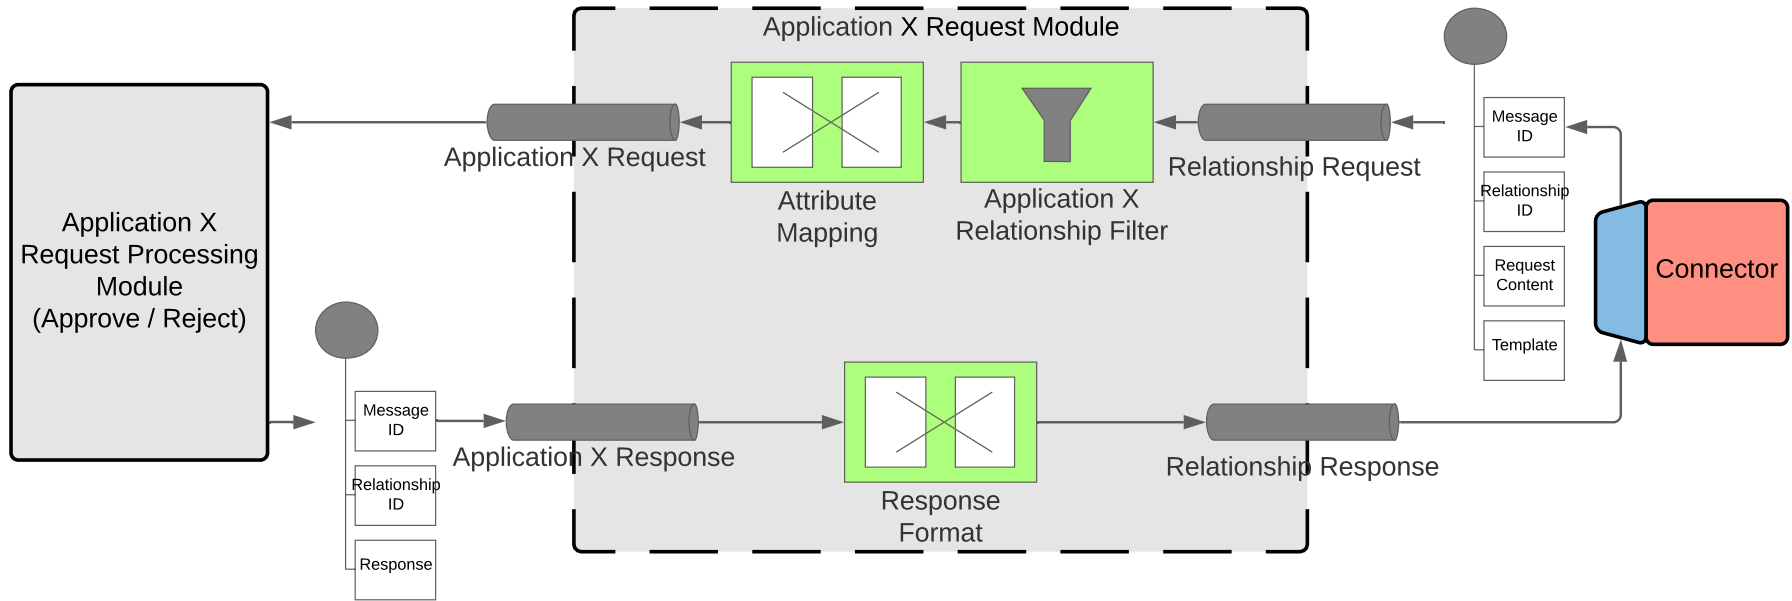 Application X Request Module
Application X Request
Attribute
Mapping
Application X
Relationship Filter
Relationship Request
Message
ID
Relationship
ID
Request
Content
Template
Connector
Application X
Request Processing
Module
(Approve / Reject)
Message
ID
Relationship
ID
Response
Application X Response
Response
Format
Relationship Response